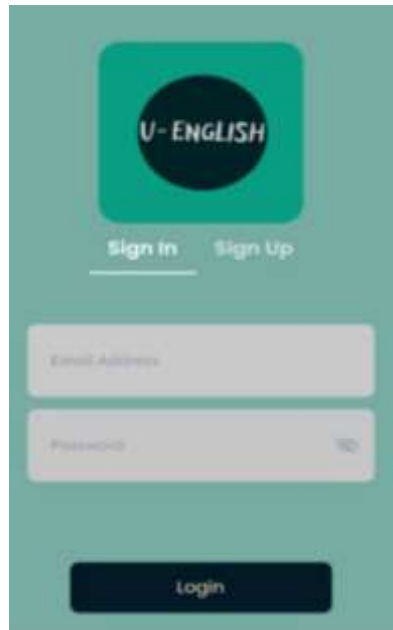 U-ENGLISH
Sign In Sign Up
Email Address
Password
Login